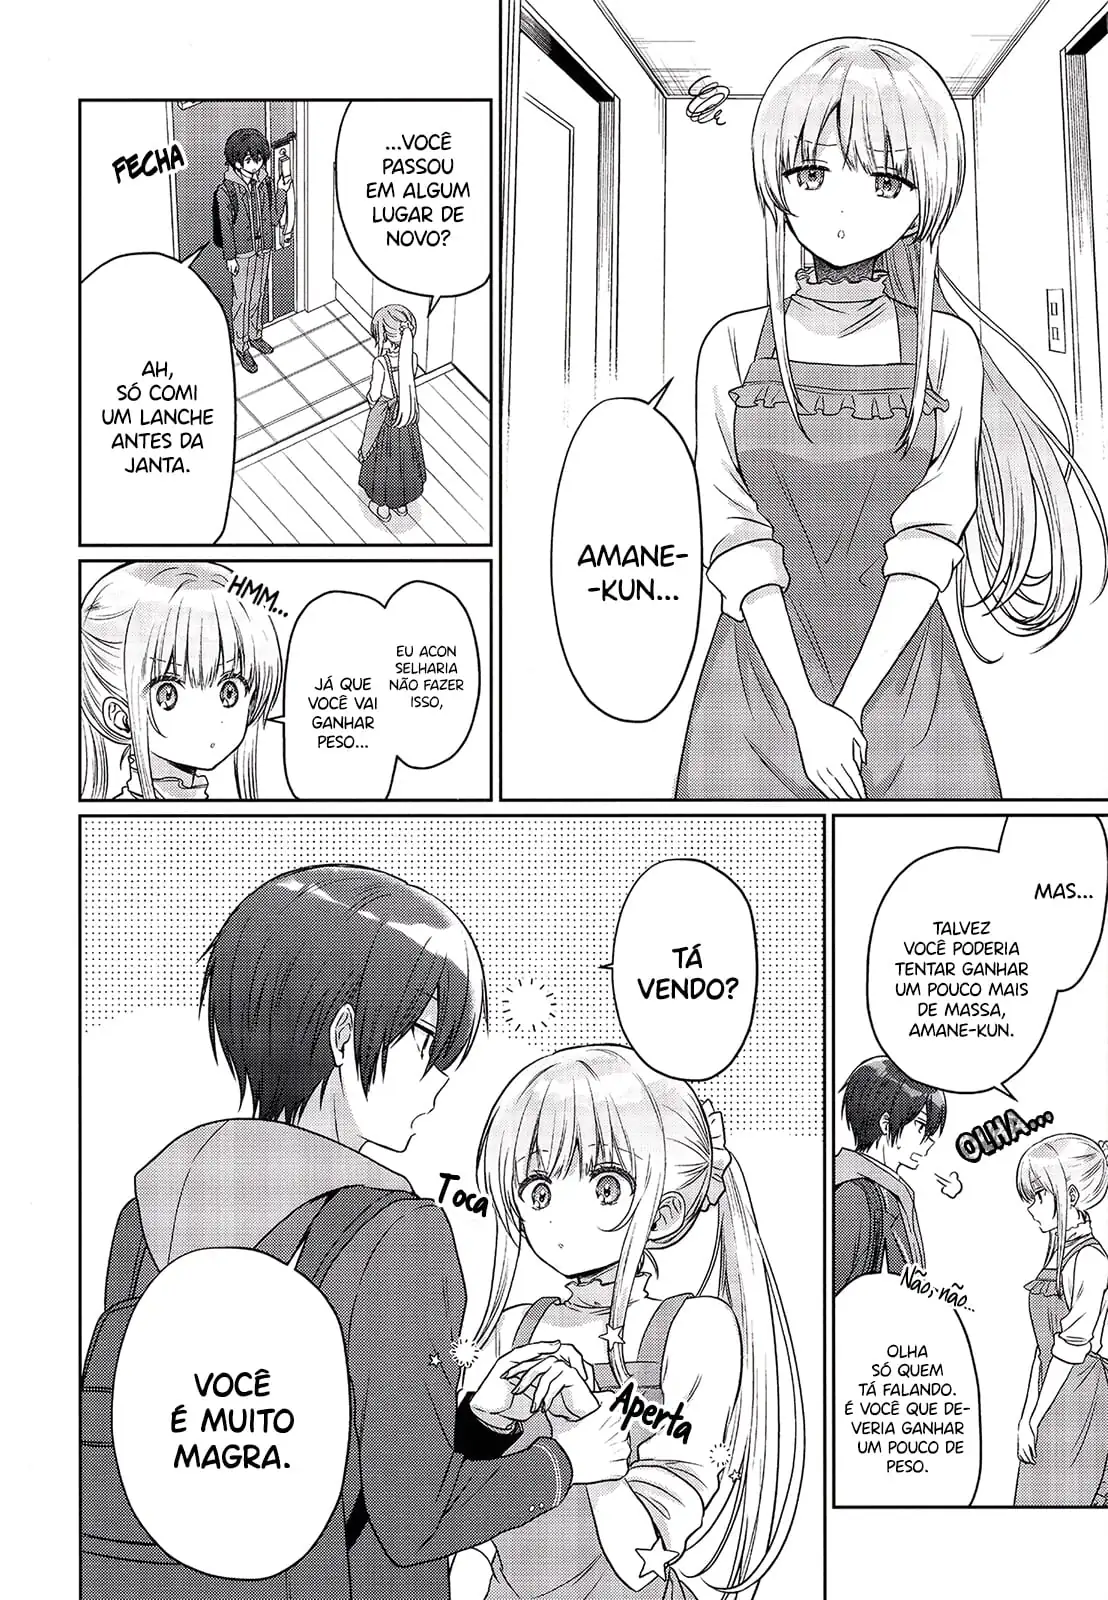 AMANE-
-KUN...
FECHA
...VOCÊ
PASSOU
EM ALGUM
LUGAR DE
NOVO?
AH,
SÓ COMI
UM LANCHE
ANTES DA
JANTA.
HMM...
EU ACON
SELHARIA
NÃO FAZER
ISSO,
JÁ QUE
VOCÊ VAI
GANHAR
PESO...
MAS...
TALVEZ
VOCÊ PODERIA
TENTAR GANHAR
UM POUCO MAIS
DE MASSA,
AMANE-KUN.
OLHA...
Não, não...
OLHA
SÓ QUEM
TÁ FALANDO.
É VOCÊ QUE DE-
VERIA GANHAR
UM POUCO DE
PESO.
TÁ
VENDO?
Toca
Aperta
VOCÊ
É MUITO
MAGRA.